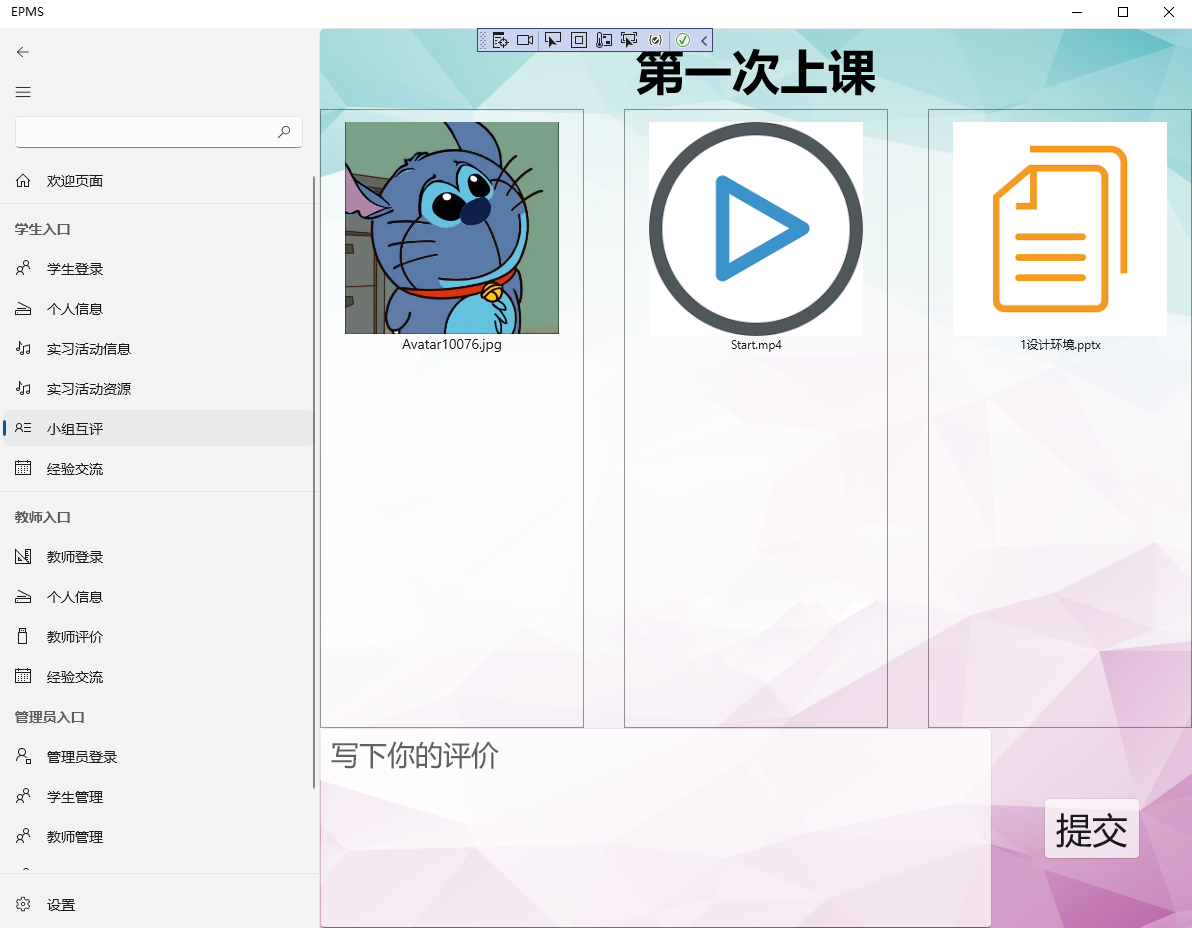 EPMS
欢迎页面
学生入口
学生登录
个人信息
实习活动信息
实习活动资源
小组互评
经验交流
教师入口
教师登录
个人信息
教师评价
经验交流
管理员入口
管理员登录
学生管理
教师管理
设置
第一次上课
Avatar10076.jpg
Start.mp4
1设计环境.pptx
写下你的评价
提交